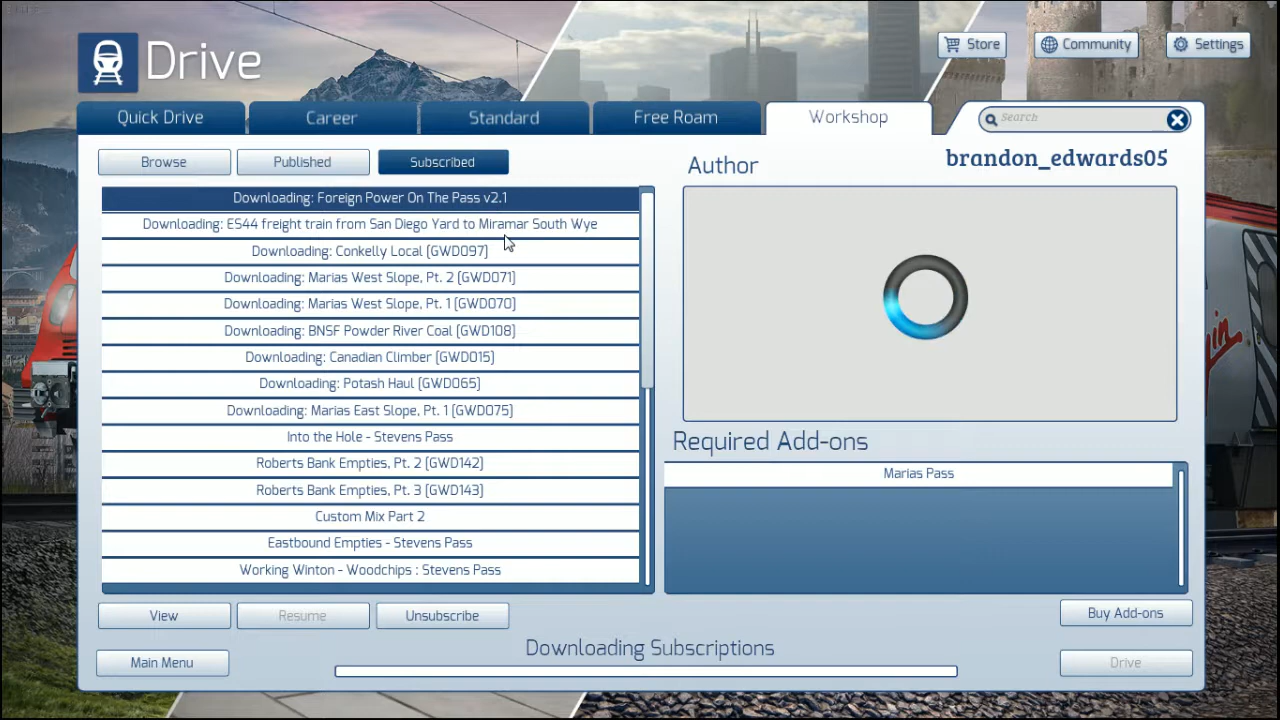 Drive
Store
Community
Settings
Quick Drive
Career
Standard
Free Roam
Workshop
Search
Browse
Published
Subscribed
Author
brandon_edwards05
Downloading: Foreign Power On The Pass v2.1
Downloading: ES44 freight train from San Diego Yard to Miramar South Wye
Downloading: Conkelly Local [GWD097]
Downloading: Marias West Slope, Pt. 2 [GWD071]
Downloading: Marias West Slope, Pt. 1 [GWD070]
Downloading: BNSF Powder River Coal [GWD108]
Downloading: Canadian Climber [GWD015]
Downloading: Potash Haul [GWD065]
Downloading: Marias East Slope, Pt. 1 [GWD075]
Into the Hole - Stevens Pass
Roberts Bank Empties, Pt. 2 [GWD142]
Roberts Bank Empties, Pt. 3 [GWD143]
Custom Mix Part 2
Eastbound Empties - Stevens Pass
Working Winton - Woodchips : Stevens Pass
Required Add-ons
Marias Pass
View
Resume
Unsubscribe
Buy Add-ons
Main Menu
Downloading Subscriptions
Drive